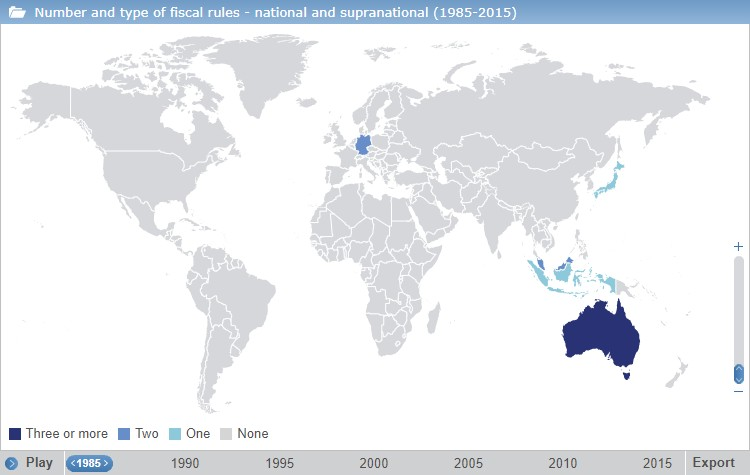 Number and type of fiscal rules - national and supranational (1985-2015)
+
−
Three or more Two One None
Play <1985> 1990 1995 2000 2005 2010 2015 Export